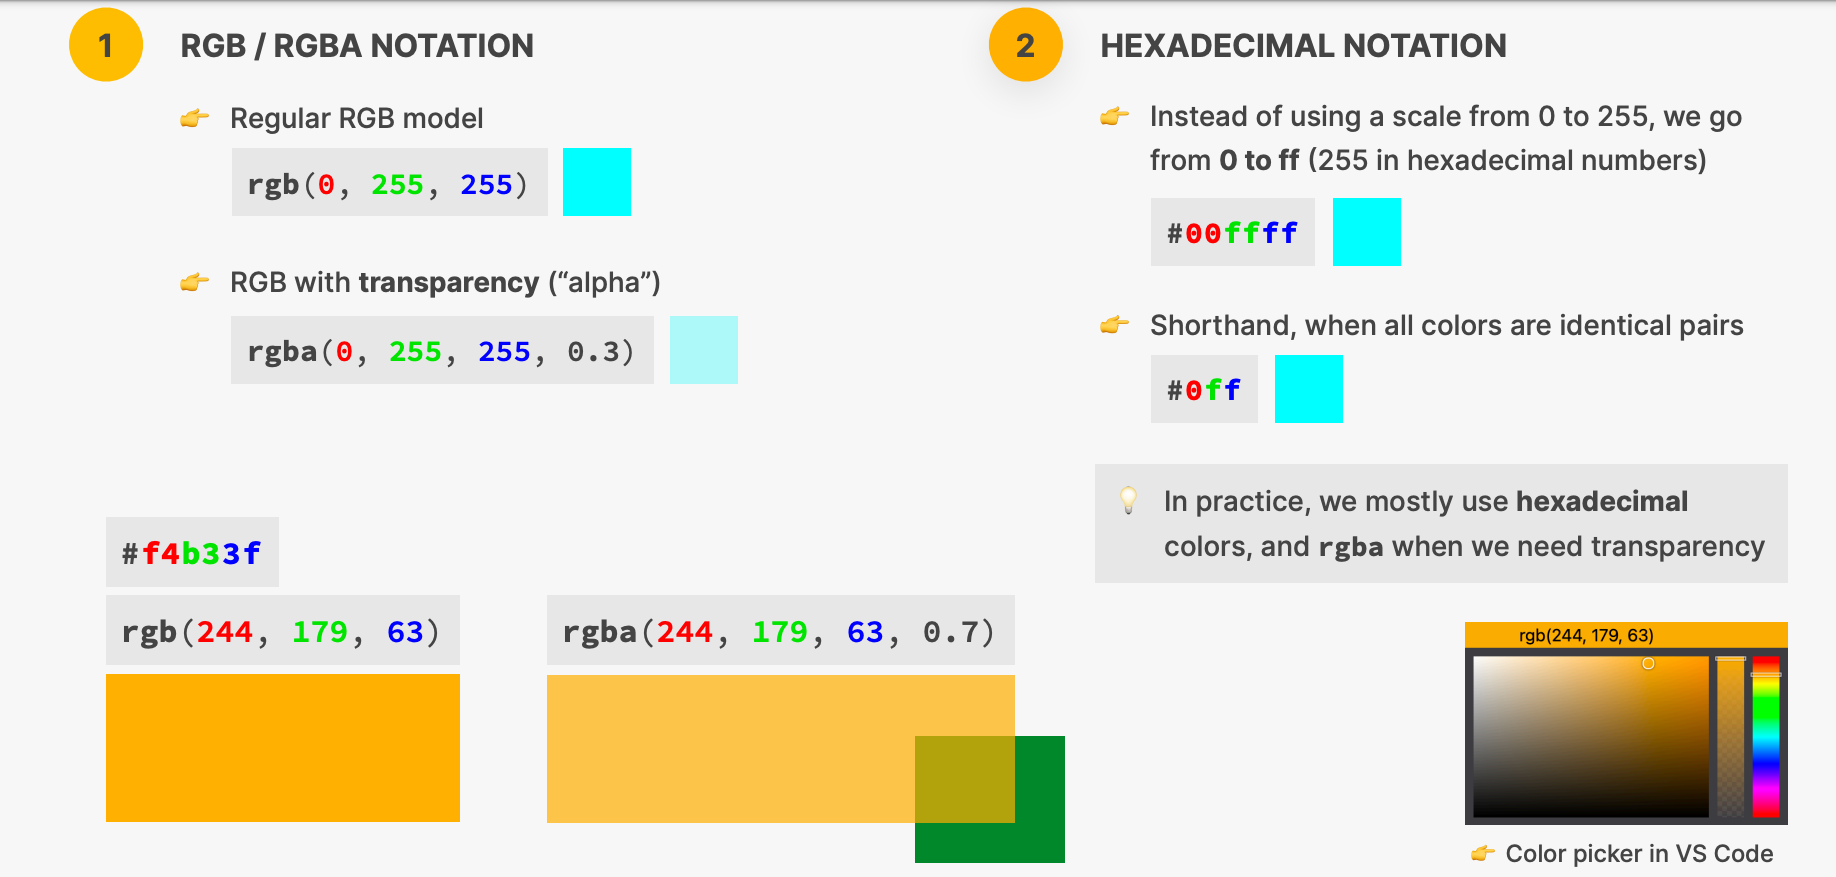 1
RGB / RGBA NOTATION
👉 Regular RGB model
rgb(0, 255, 255)
👉 RGB with transparency (“alpha”)
rgba(0, 255, 255, 0.3)
#f4b33f
rgb(244, 179, 63)
rgba(244, 179, 63, 0.7)
2
HEXADECIMAL NOTATION
👉 Instead of using a scale from 0 to 255, we go
from 0 to ff (255 in hexadecimal numbers)
#00ffff
👉 Shorthand, when all colors are identical pairs
#0ff
💡 In practice, we mostly use hexadecimal
colors, and rgba when we need transparency
rgb(244, 179, 63)
👉 Color picker in VS Code